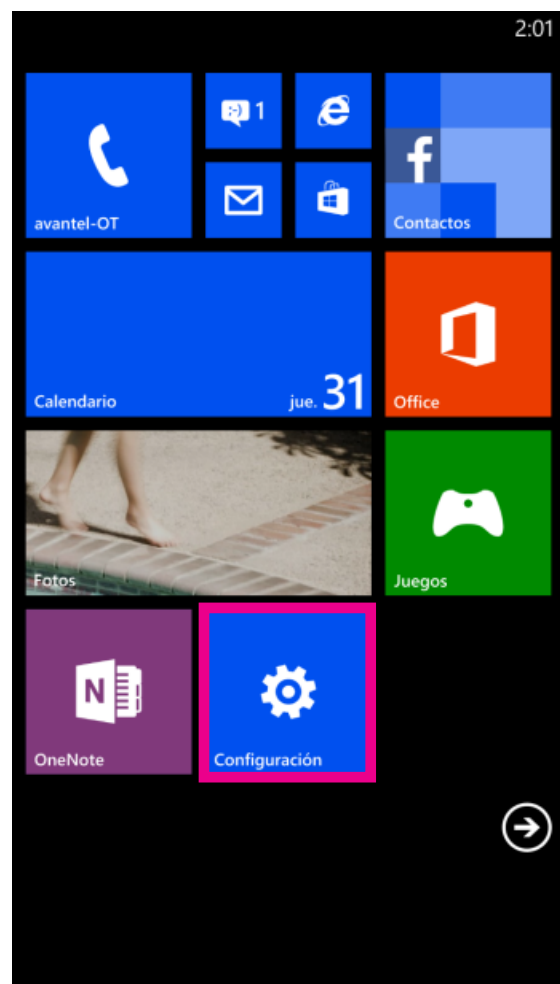 2:01
1
avantel-OT
Contactos
Calendario
jue. 31
Office
Fotos
Juegos
N
OneNote
Configuración